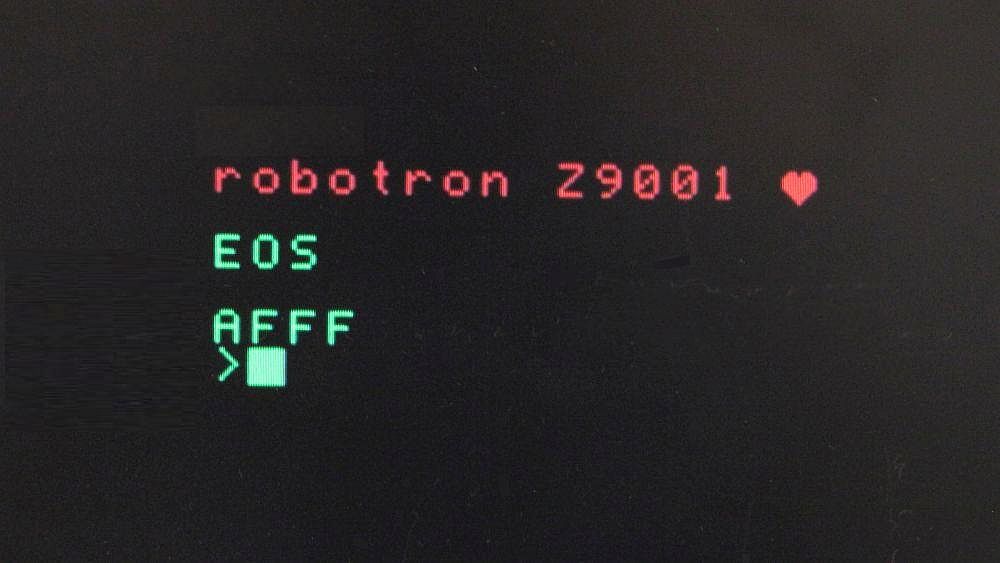 robotron Z9001 ♥
EOS
AFFF
>